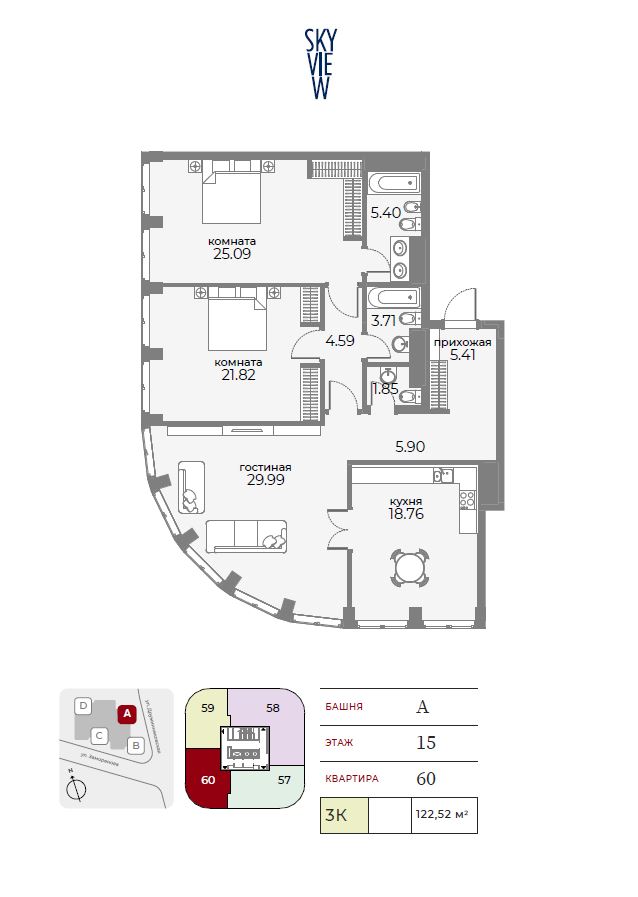 SKY
VIE
W
5.40
комната
25.09
3.71
4.59
прихожая
5.41
комната
21.82
1.85
5.90
гостиная
29.99
кухня
18.76
D
A
C
B
ул. Дружинниковская
ул. Заморенова
N
59
58
60
57
БАШНЯ
A
ЭТАЖ
15
КВАРТИРА
60
3К
122,52 м²